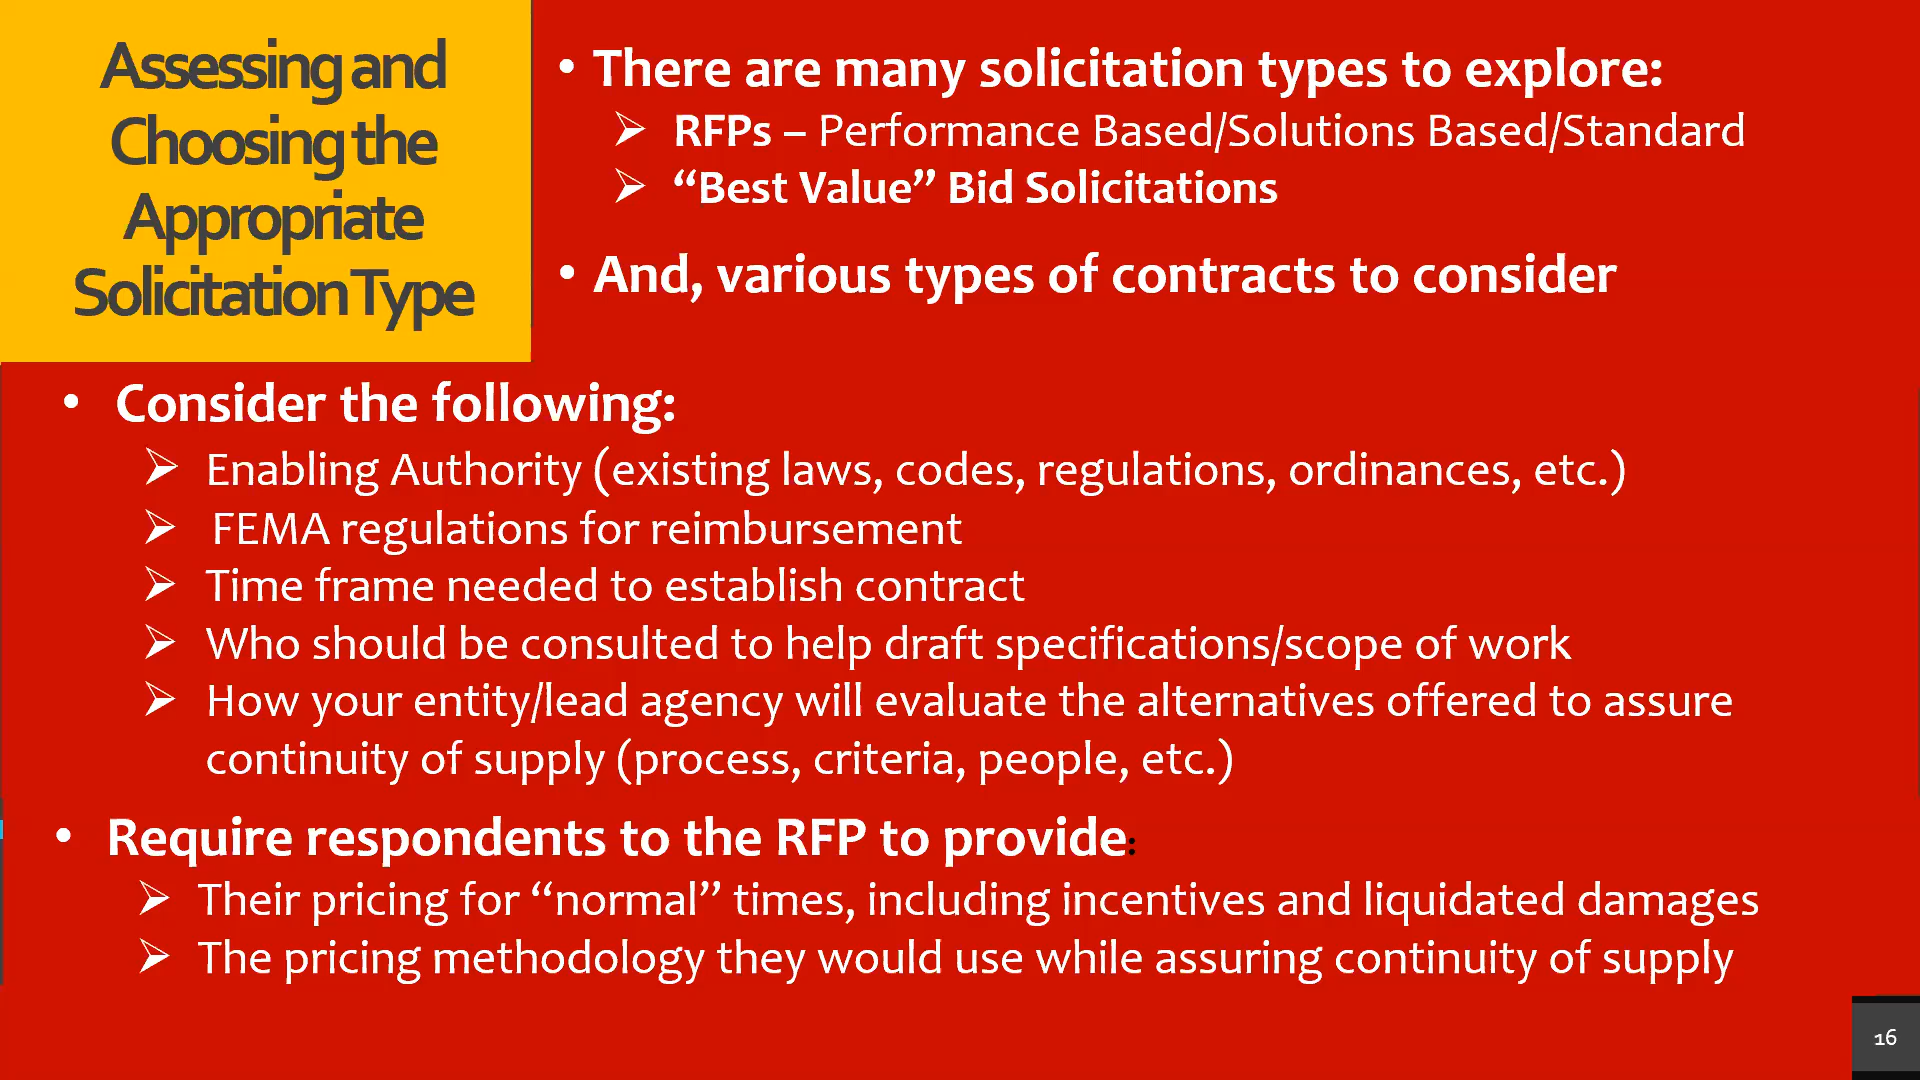 Assessing and
Choosing the
Appropriate
Solicitation Type
• There are many solicitation types to explore:
➢ RFPs – Performance Based/Solutions Based/Standard
➢ “Best Value” Bid Solicitations
• And, various types of contracts to consider
• Consider the following:
➢ Enabling Authority (existing laws, codes, regulations, ordinances, etc.)
➢ FEMA regulations for reimbursement
➢ Time frame needed to establish contract
➢ Who should be consulted to help draft specifications/scope of work
➢ How your entity/lead agency will evaluate the alternatives offered to assure
continuity of supply (process, criteria, people, etc.)
• Require respondents to the RFP to provide:
➢ Their pricing for “normal” times, including incentives and liquidated damages
➢ The pricing methodology they would use while assuring continuity of supply
16